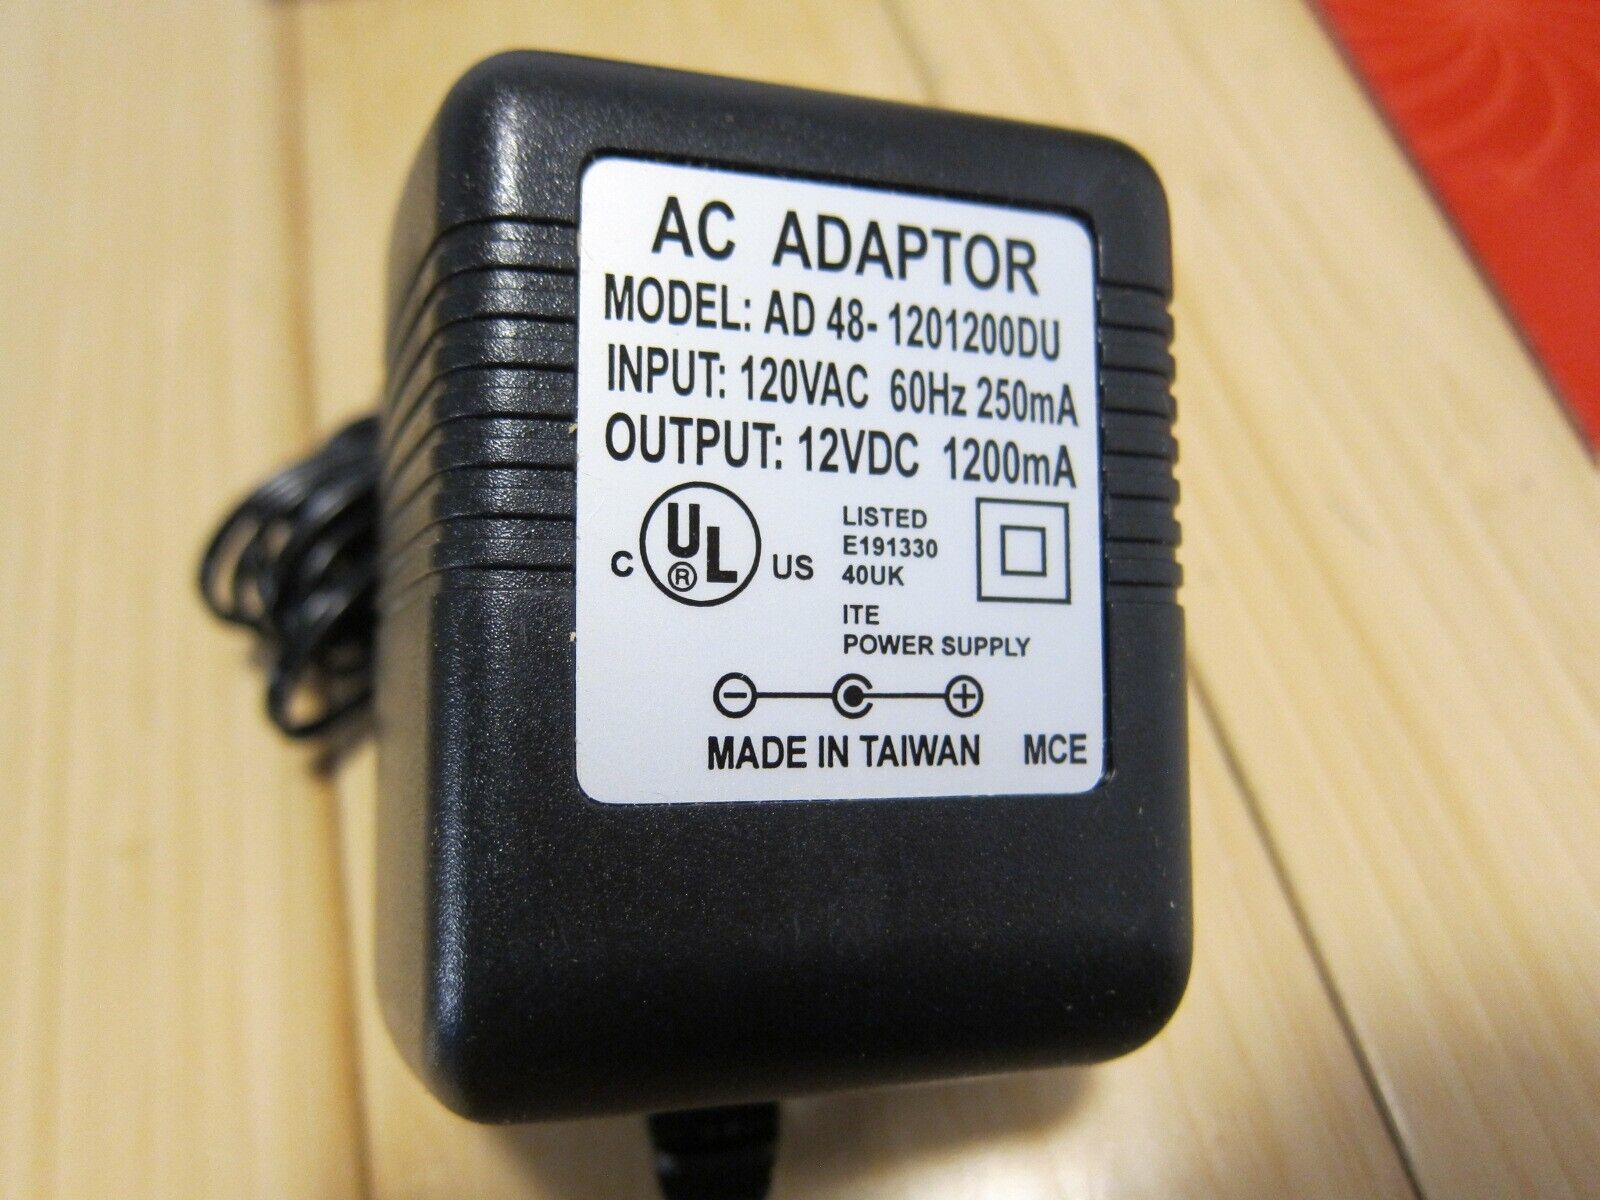 AC ADAPTOR
MODEL: AD 48- 1201200DU
INPUT: 120VAC 60Hz 250mA
OUTPUT: 12VDC 1200mA
C UL ® US
LISTED
E191330
40UK
ITE
POWER SUPPLY
MADE IN TAIWAN MCE